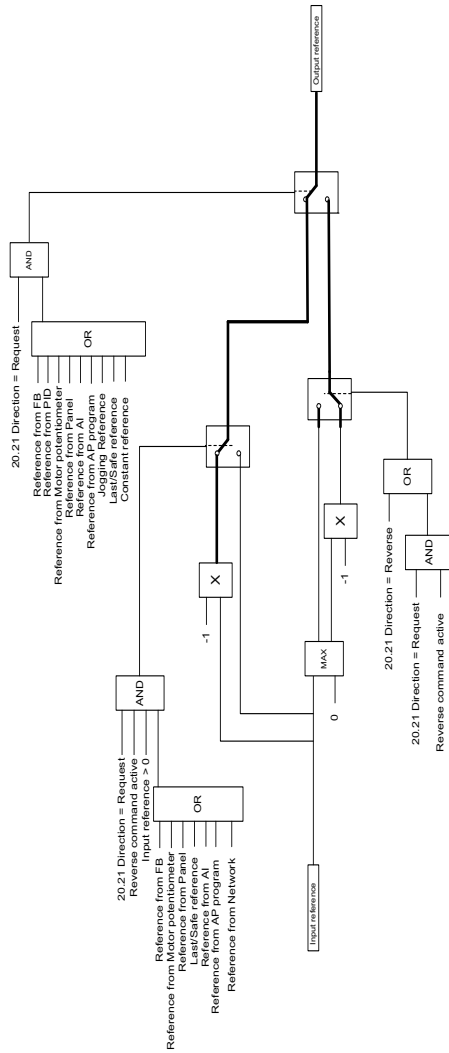 20.21 Direction = Request
AND
Reference from FB
Reference from PID
Reference from Motor potentiometer
Reference from Panel
Reference from AI
Reference from AP program
Jogging Reference
Last/Safe reference
Constant reference
OR
20.21 Direction = Request
Reverse command active
Input reference > 0
AND
Reference from FB
Reference from Motor potentiometer
Reference from Panel
Last/Safe reference
Reference from AI
Reference from AP program
Reference from Network
OR
-1
X
Output reference
Input reference
MAX
0
-1
X
20.21 Direction = Reverse
OR
20.21 Direction = Request
Reverse command active
AND